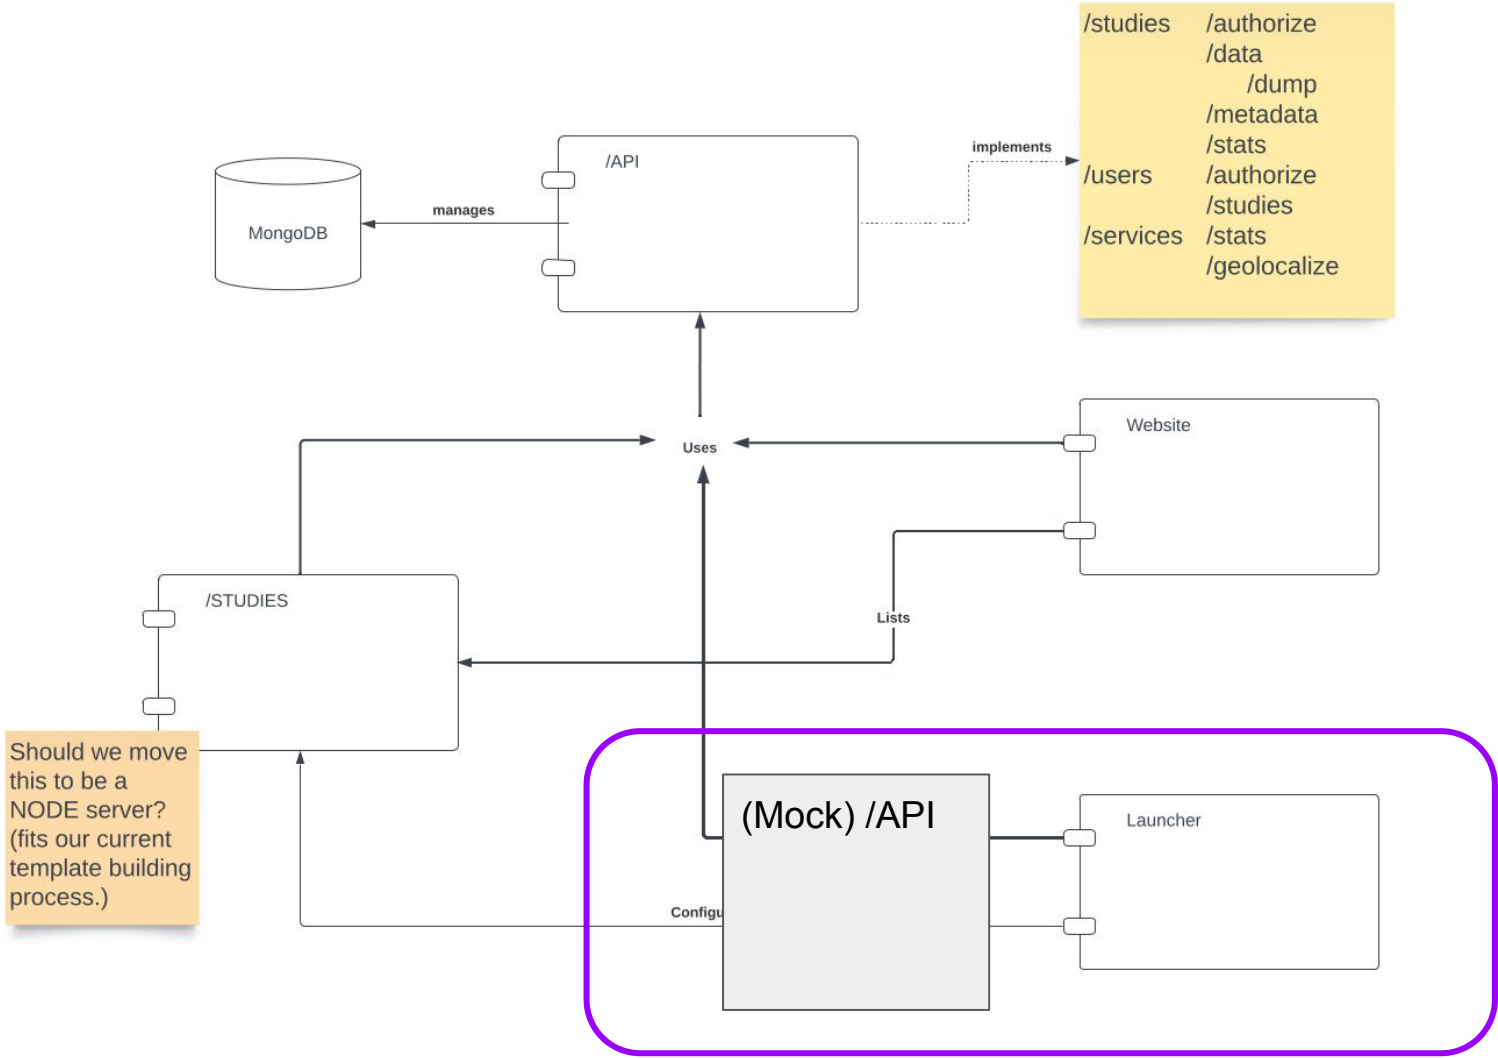 /studies /authorize
/data
/dump
/metadata
/stats
/users /authorize
/studies
/services /stats
/geolocalize
implements
/API
manages
MongoDB
Website
Uses
Lists
/STUDIES
Should we move
this to be a
NODE server?
(fits our current
template building
process.)
(Mock) /API
Launcher
Configu